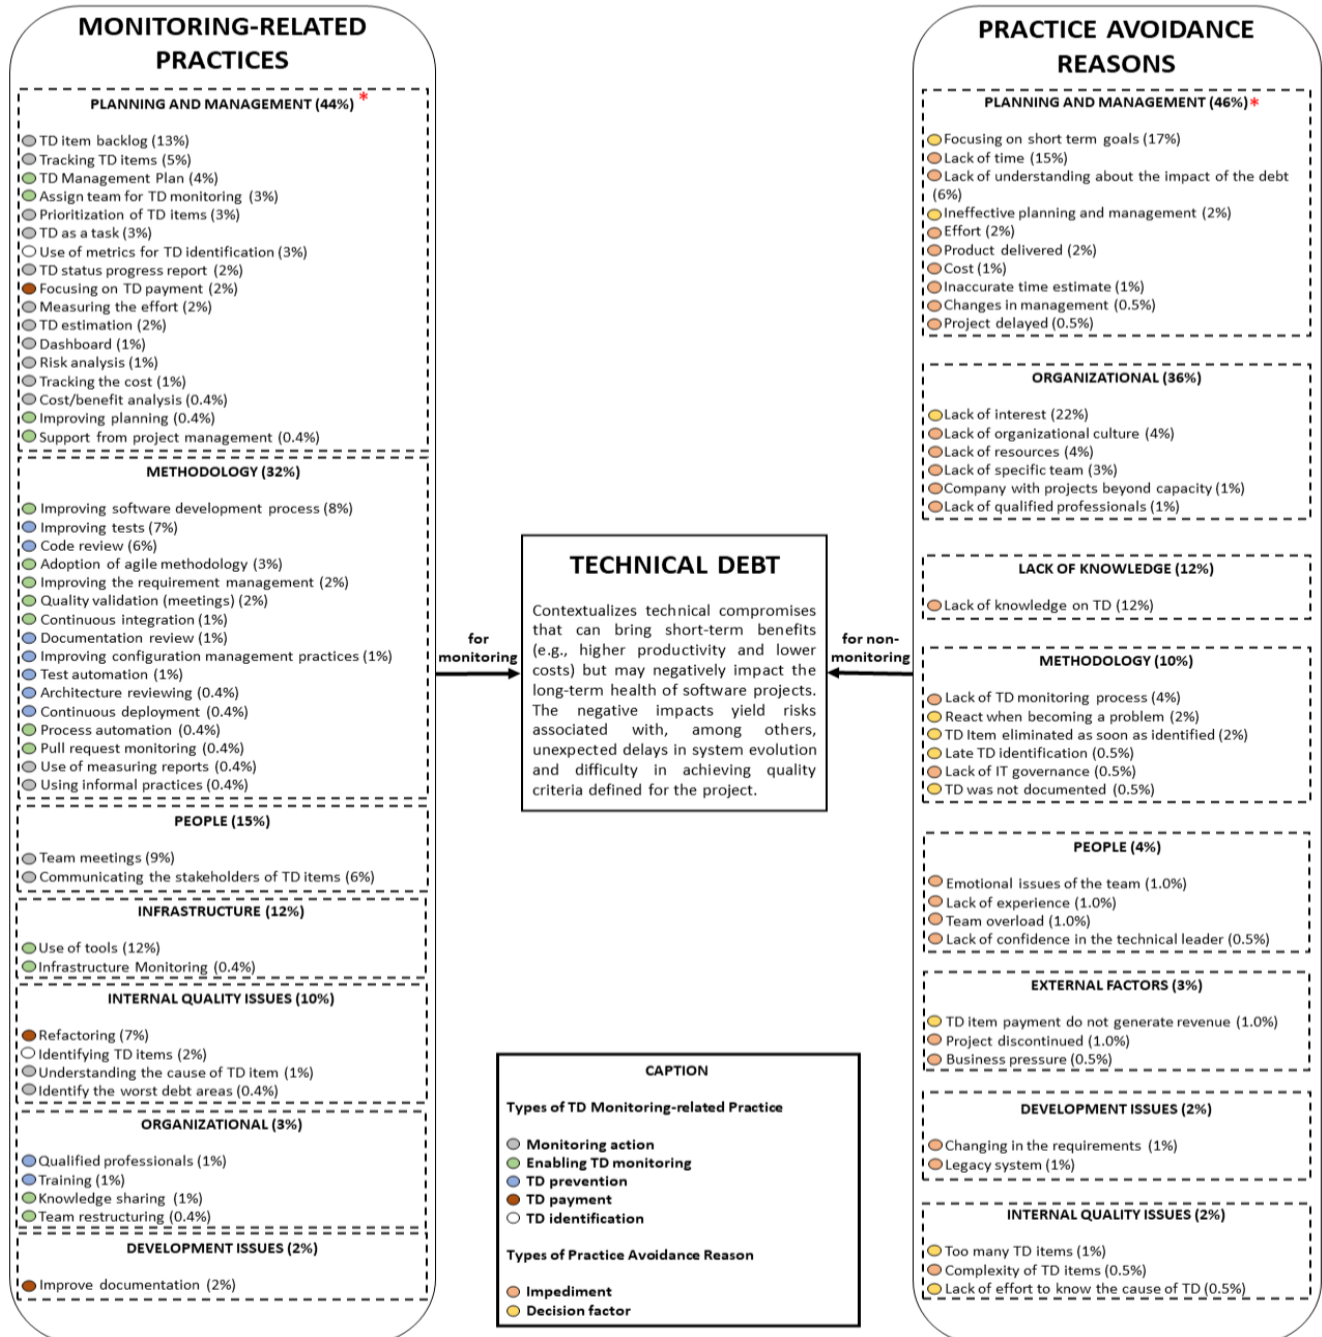 MONITORING-RELATED
PRACTICES
PLANNING AND MANAGEMENT (44%) *
TD item backlog (13%)
Tracking TD items (5%)
TD Management Plan (4%)
Assign team for TD monitoring (3%)
Prioritization of TD items (3%)
TD as a task (3%)
Use of metrics for TD identification (3%)
TD status progress report (2%)
Focusing on TD payment (2%)
Measuring the effort (2%)
TD estimation (2%)
Dashboard (1%)
Risk analysis (1%)
Tracking the cost (1%)
Cost/benefit analysis (0.4%)
Improving planning (0.4%)
Support from project management (0.4%)
METHODOLOGY (32%)
Improving software development process (8%)
Improving tests (7%)
Code review (6%)
Adoption of agile methodology (3%)
Improving the requirement management (2%)
Quality validation (meetings) (2%)
Continuous integration (1%)
Documentation review (1%)
Improving configuration management practices (1%)
Test automation (1%)
Architecture reviewing (0.4%)
Continuous deployment (0.4%)
Process automation (0.4%)
Pull request monitoring (0.4%)
Use of measuring reports (0.4%)
Using informal practices (0.4%)
PEOPLE (15%)
Team meetings (9%)
Communicating the stakeholders of TD items (6%)
INFRASTRUCTURE (12%)
Use of tools (12%)
Infrastructure Monitoring (0.4%)
INTERNAL QUALITY ISSUES (10%)
Refactoring (7%)
Identifying TD items (2%)
Understanding the cause of TD item (1%)
Identify the worst debt areas (0.4%)
ORGANIZATIONAL (3%)
Qualified professionals (1%)
Training (1%)
Knowledge sharing (1%)
Team restructuring (0.4%)
DEVELOPMENT ISSUES (2%)
Improve documentation (2%)
for
monitoring
TECHNICAL DEBT
Contextualizes technical compromises
that can bring short-term benefits
(e.g., higher productivity and lower
costs) but may negatively impact the
long-term health of software projects.
The negative impacts yield risks
associated with, among others,
unexpected delays in system evolution
and difficulty in achieving quality
criteria defined for the project.
for non-
monitoring
CAPTION
Types of TD Monitoring-related Practice
Monitoring action
Enabling TD monitoring
TD prevention
TD payment
TD identification
Types of Practice Avoidance Reason
Impediment
Decision factor
PRACTICE AVOIDANCE
REASONS
PLANNING AND MANAGEMENT (46%)*
Focusing on short term goals (17%)
Lack of time (15%)
Lack of understanding about the impact of the debt
(6%)
Ineffective planning and management (2%)
Effort (2%)
Product delivered (2%)
Cost (1%)
Inaccurate time estimate (1%)
Changes in management (0.5%)
Project delayed (0.5%)
ORGANIZATIONAL (36%)
Lack of interest (22%)
Lack of organizational culture (4%)
Lack of resources (4%)
Lack of specific team (3%)
Company with projects beyond capacity (1%)
Lack of qualified professionals (1%)
LACK OF KNOWLEDGE (12%)
Lack of knowledge on TD (12%)
METHODOLOGY (10%)
Lack of TD monitoring process (4%)
React when becoming a problem (2%)
TD Item eliminated as soon as identified (2%)
Late TD identification (0.5%)
Lack of IT governance (0.5%)
TD was not documented (0.5%)
PEOPLE (4%)
Emotional issues of the team (1.0%)
Lack of experience (1.0%)
Team overload (1.0%)
Lack of confidence in the technical leader (0.5%)
EXTERNAL FACTORS (3%)
TD item payment do not generate revenue (1.0%)
Project discontinued (1.0%)
Business pressure (0.5%)
DEVELOPMENT ISSUES (2%)
Changing in the requirements (1%)
Legacy system (1%)
INTERNAL QUALITY ISSUES (2%)
Too many TD items (1%)
Complexity of TD items (0.5%)
Lack of effort to know the cause of TD (0.5%)